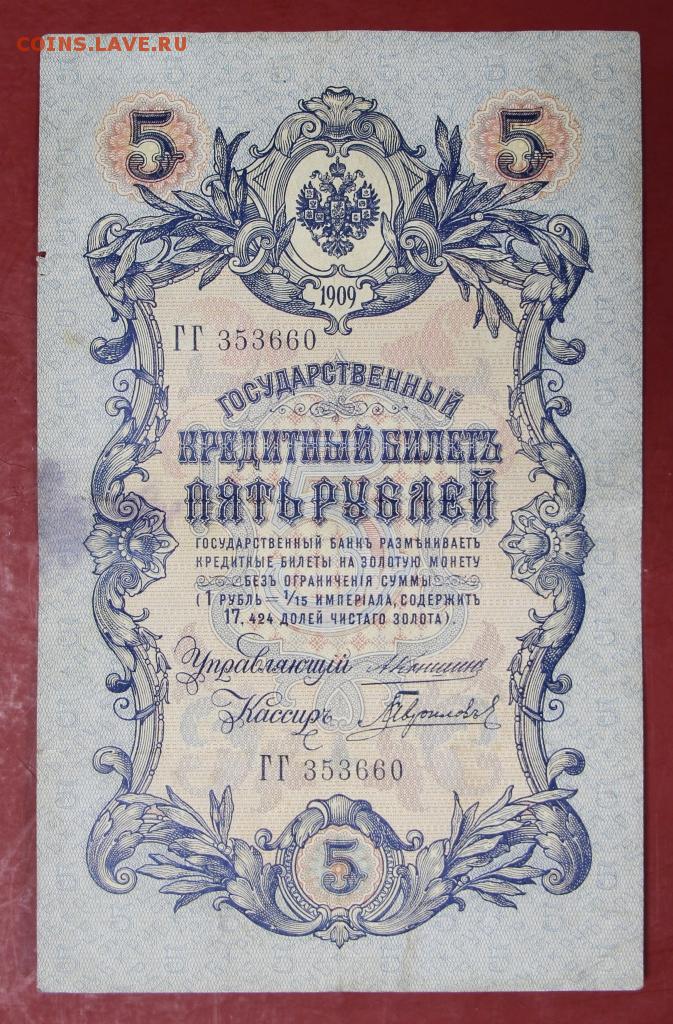 COINS.LAVE.RU
5 5
1909
ГГ 353660
ГОСУДАРСТВЕННЫЙ
КРЕДИТНЫЙ БИЛЕТЪ
ПЯТЬ РУБЛЕЙ
ГОСУДАРСТВЕННЫЙ БАНКЪ РАЗМѢНИВАЕТЪ
КРЕДИТНЫЕ БИЛЕТЫ НА ЗОЛОТУЮ МОНЕТУ
БЕЗЪ ОГРАНИЧЕНІЯ СУММЫ
(1 РУБЛЬ = 1/15 ИМПЕРІАЛА, СОДЕРЖИТЪ
17,424 ДОЛЕЙ ЧИСТАГО ЗОЛОТА).
Управляющій АКоншинъ
Кассиръ Гавриловъ
ГГ 353660
5